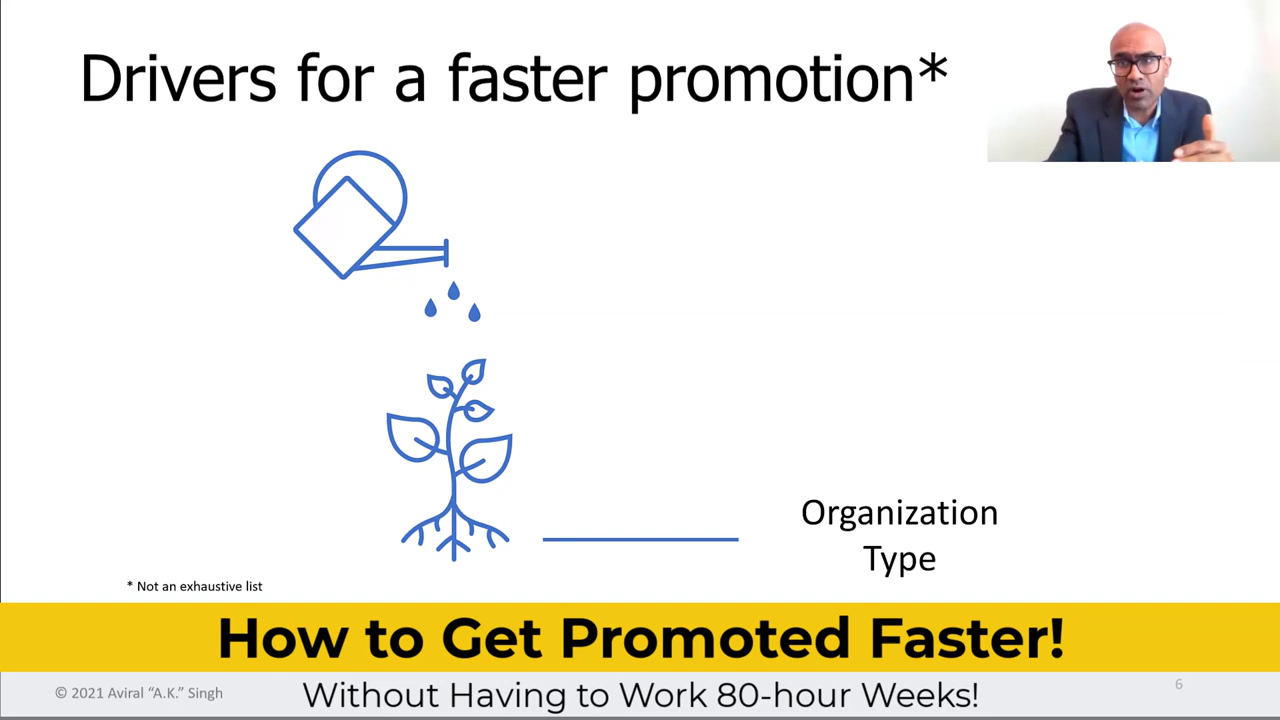 Drivers for a faster promotion*
Organization
Type
* Not an exhaustive list
How to Get Promoted Faster!
© 2021 Aviral “A.K.” Singh
Without Having to Work 80-hour Weeks!
6